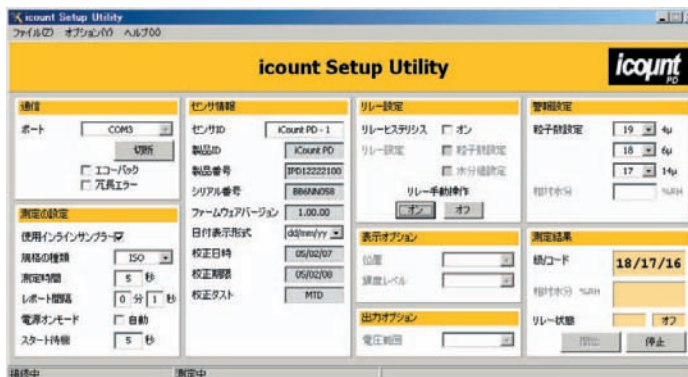 icount Setup Utility
ファイル(Z) オプション(Y) ヘルプ(X)
icount Setup Utility
icount
PD
通信
ポート COM3
切断
エコーバック
冗長エラー
測定の設定
使用インラインサンプラー
規格の種類 ISO
測定時間 5 秒
レポート間隔 0 分 1 秒
電源オンモード 自動
スタート待機 5 秒
センサ情報
センサID iCount PD - 1
製品ID iCount PD
製品番号 IPD12222100
シリアル番号 BB6NN058
ファームウェアバージョン 1.00.00
日付表示形式 dd/mm/yy
校正日時 05/02/07
校正期限 05/02/08
校正タスト MTD
リレー設定
リレーヒステリシス オン
リレー設定 粒子数設定
水分値設定
リレー手動操作
オン オフ
表示オプション
位置
輝度レベル
出力オプション
電圧範囲
警報設定
粒子数設定 19 4μ
18 6μ
17 14μ
相対水分 %RH
測定結果
級/コード 18/17/16
相対水分 %RH
リレー状態 オフ
開始 停止
接続中 測定中